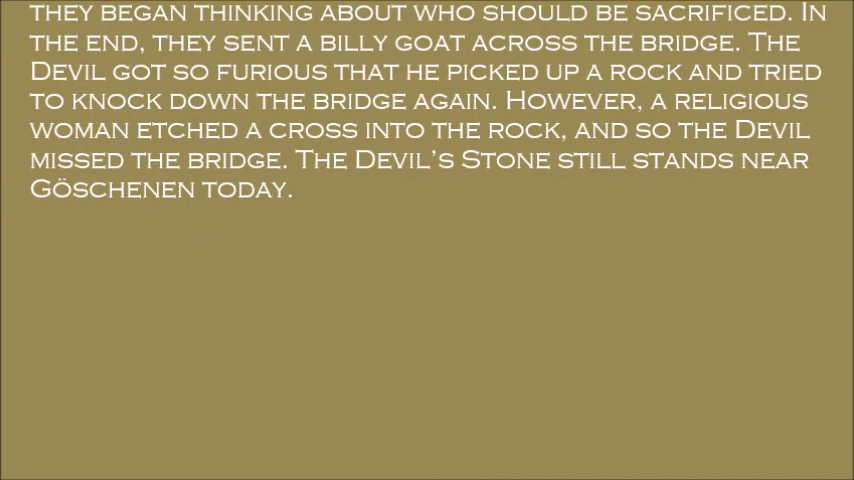 they began thinking about who should be sacrificed. In
the end, they sent a billy goat across the bridge. The
Devil got so furious that he picked up a rock and tried
to knock down the bridge again. However, a religious
woman etched a cross into the rock, and so the Devil
missed the bridge. The Devil's Stone still stands near
Göschenen today.